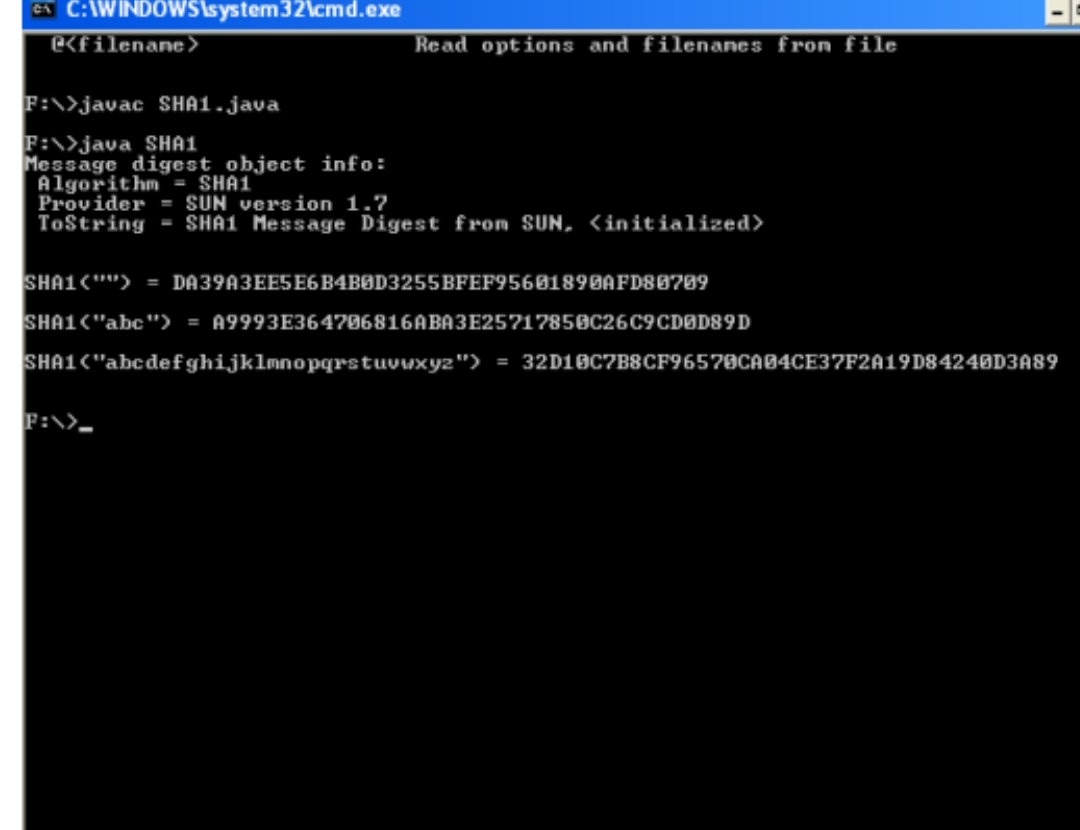 C:\WINDOWS\system32\cmd.exe
@<filename> Read options and filenames from file
F:\>javac SHA1.java
F:\>java SHA1
Message digest object info:
Algorithm = SHA1
Provider = SUN version 1.7
ToString = SHA1 Message Digest from SUN, <initialized>
SHA1("") = DA39A3EE5E6B4B0D3255BFEF95601890AFD80709
SHA1("abc") = A9993E364706816ABA3E25717850C26C9CD0D89D
SHA1("abcdefghijklmnopqrstuvwxyz") = 32D10C7B8CF96570CA04CE37F2A19D84240D3A89
F:\>_